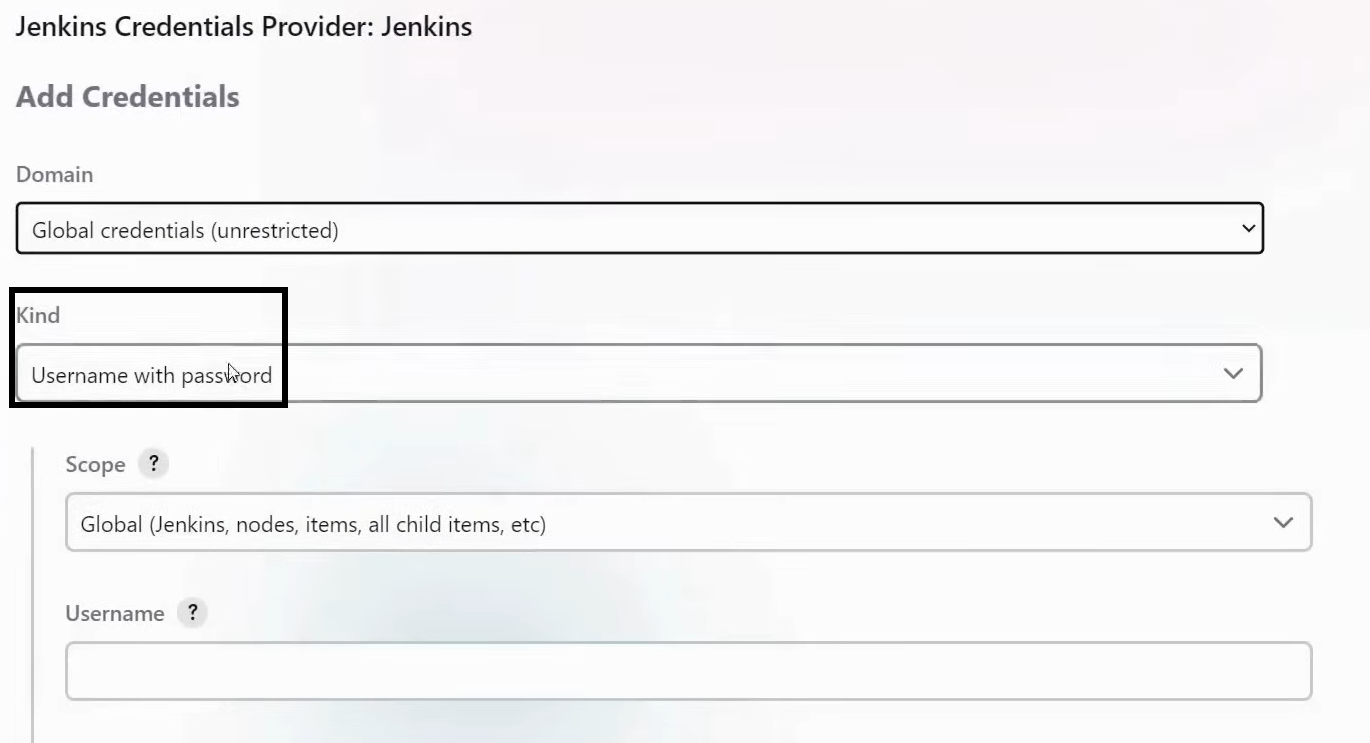 Jenkins Credentials Provider: Jenkins
Add Credentials
Domain
Global credentials (unrestricted)
Kind
Username with password
Scope ?
Global (Jenkins, nodes, items, all child items, etc)
Username ?